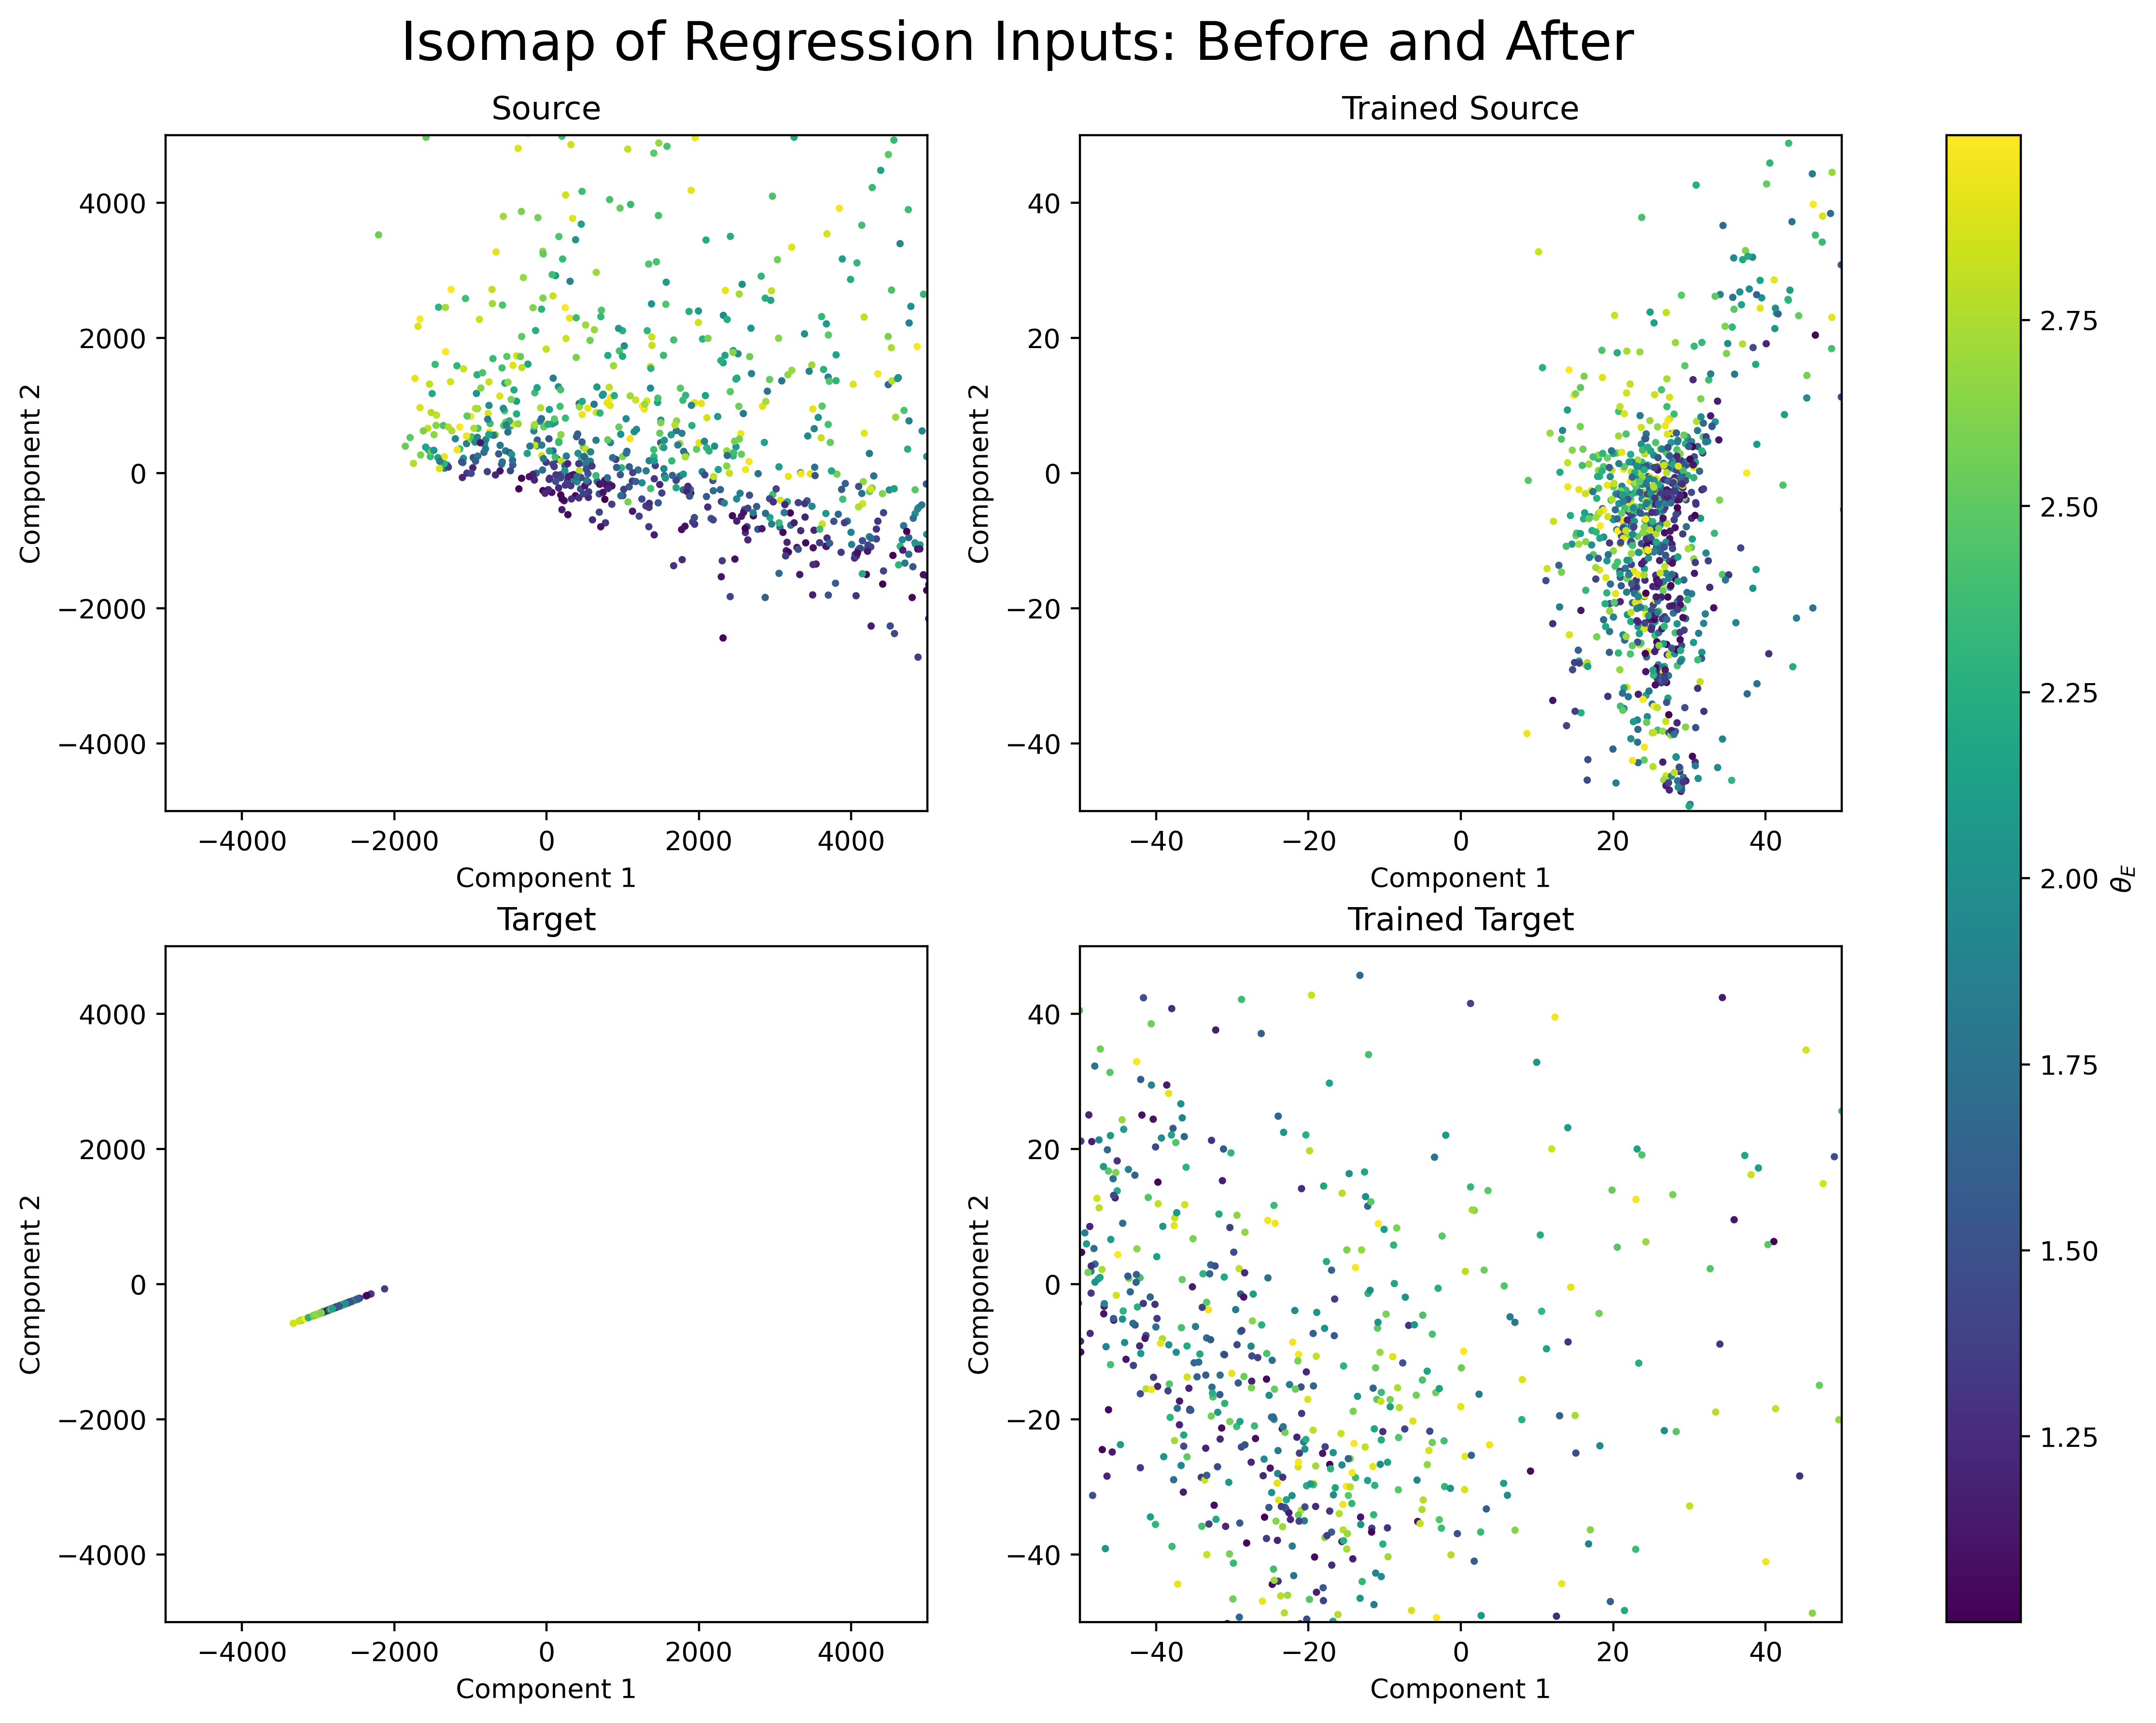 Isomap of Regression Inputs: Before and After
Source
Trained Source
4000
2000
0
−2000
−4000
Component 2
−4000 −2000 0 2000 4000
Component 1
40
20
0
−20
−40
Component 2
−40 −20 0 20 40
Component 1
Target
Trained Target
4000
2000
0
−2000
−4000
Component 2
−4000 −2000 0 2000 4000
Component 1
40
20
0
−20
−40
Component 2
−40 −20 0 20 40
Component 1
2.75
2.50
2.25
2.00
1.75
1.50
1.25
θ_E